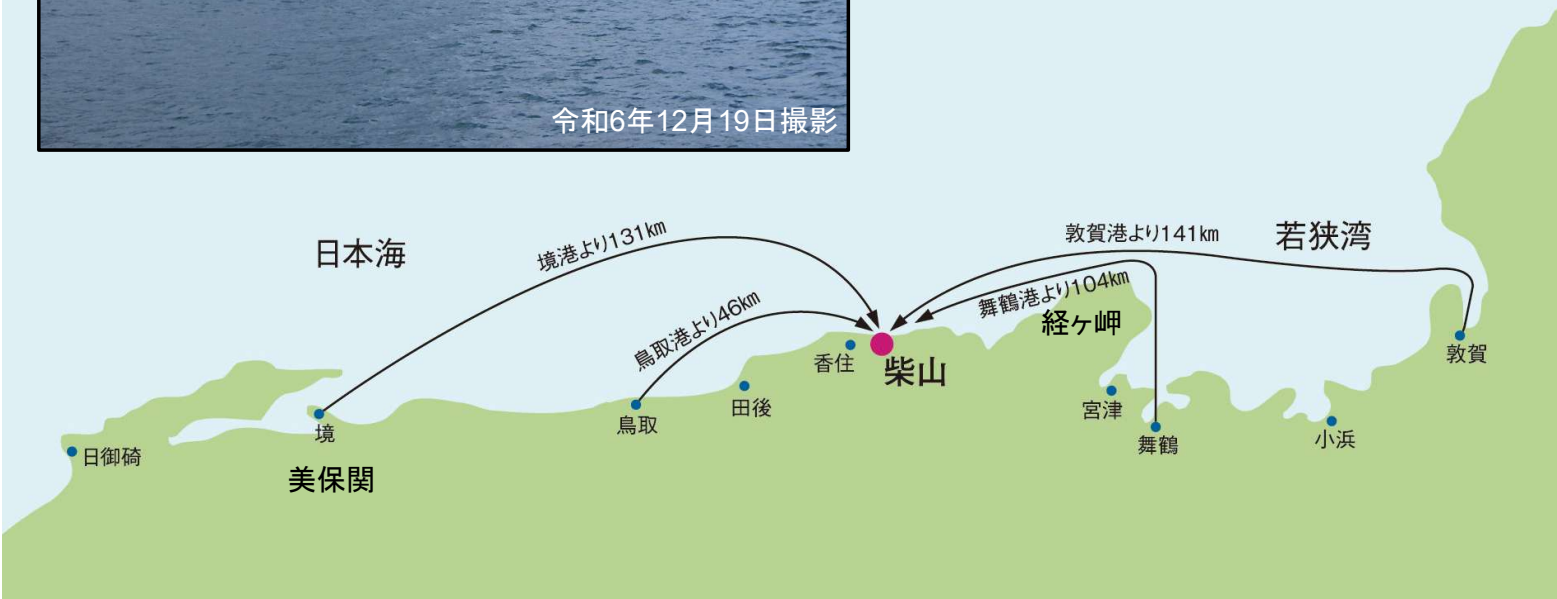 令和6年12月19日撮影
日本海
境港より131㎞
鳥取港より46㎞
敦賀港より141㎞
若狭湾
舞鶴港より104㎞
経ヶ岬
香住
柴山
敦賀
田後
宮津
鳥取
境
舞鶴
小浜
日御碕
美保関